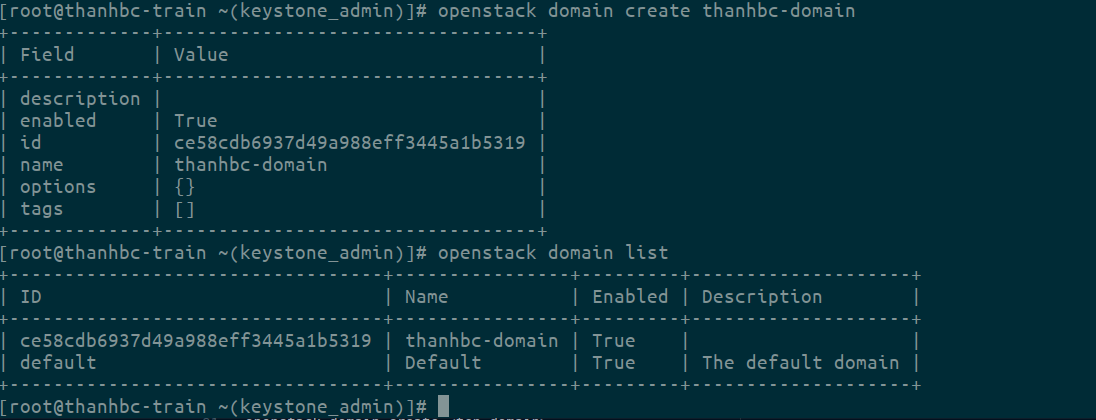 [root@thanhbc-train ~(keystone_admin)]# openstack domain create thanhbc-domain
+-------------+----------------------------------+
| Field       | Value                            |
+-------------+----------------------------------+
| description |                                  |
| enabled     | True                             |
| id          | ce58cdb6937d49a988eff3445a1b5319 |
| name        | thanhbc-domain                   |
| options     | {}                               |
| tags        | []                               |
+-------------+----------------------------------+
[root@thanhbc-train ~(keystone_admin)]# openstack domain list
+----------------------------------+----------------+---------+--------------------+
| ID                               | Name           | Enabled | Description        |
+----------------------------------+----------------+---------+--------------------+
| ce58cdb6937d49a988eff3445a1b5319 | thanhbc-domain | True    |                    |
| default                          | Default        | True    | The default domain |
+----------------------------------+----------------+---------+--------------------+
[root@thanhbc-train ~(keystone_admin)]#